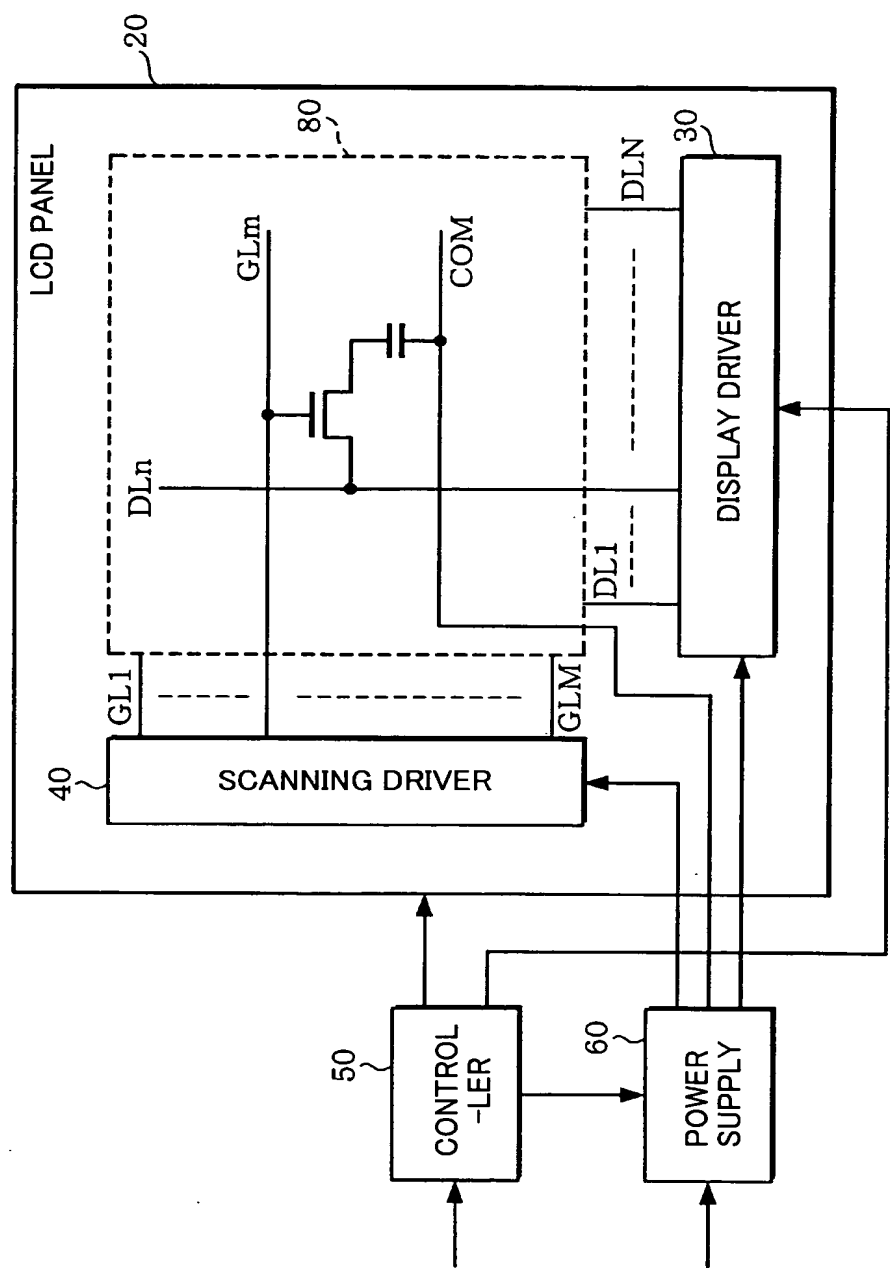 LCD PANEL
20
80
GLm
COM
DLn
DLN
30
DISPLAY DRIVER
DL1
GL1
GLM
40
SCANNING DRIVER
50
CONTROL
-LER
60
POWER
SUPPLY